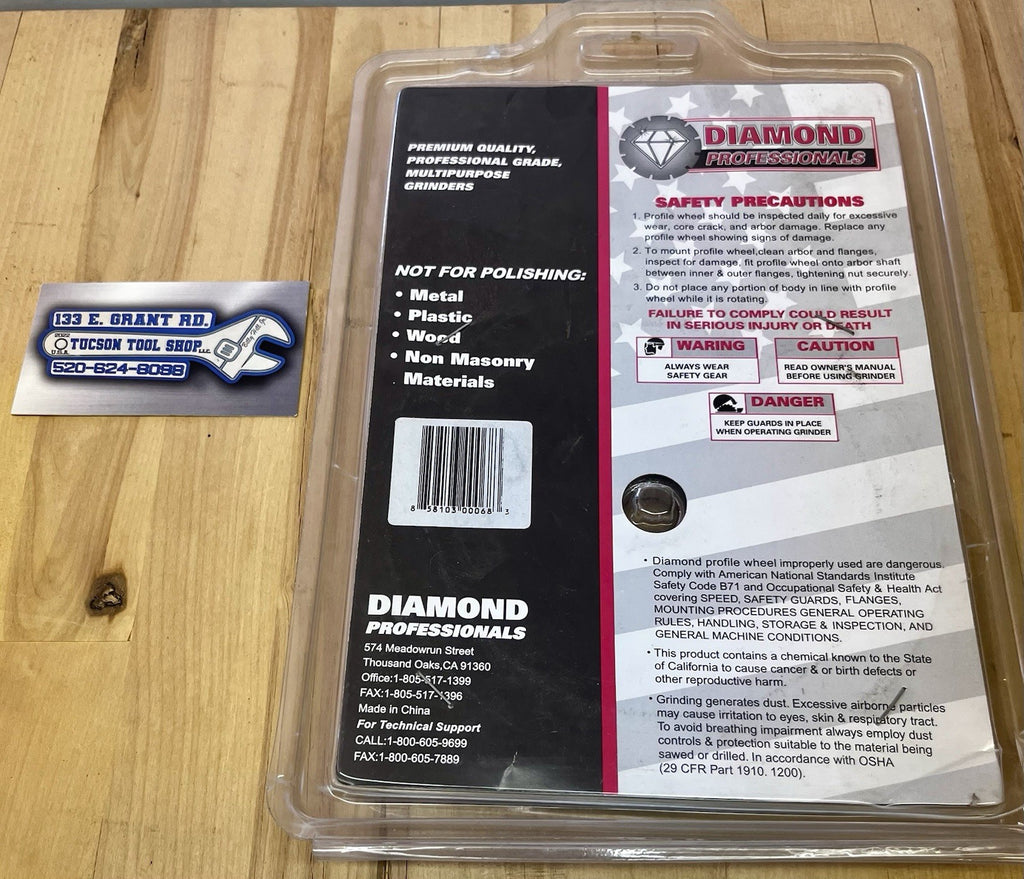 133 E. GRANT RD.
2022
U.S.A
TUCSON TOOL SHOP LLC.
520-624-8088
PREMIUM QUALITY,
PROFESSIONAL GRADE,
MULTIPURPOSE
GRINDERS
NOT FOR POLISHING:
• Metal
• Plastic
• Wood
• Non Masonry
Materials
8 58103 00068 3
DIAMOND
PROFESSIONALS
574 Meadowrun Street
Thousand Oaks,CA 91360
Office:1-805-517-1399
FAX:1-805-517-1396
Made in China
For Technical Support
CALL:1-800-605-9699
FAX:1-800-605-7889
DIAMOND
PROFESSIONALS
SAFETY PRECAUTIONS
1. Profile wheel should be inspected daily for excessive
wear, core crack, and arbor damage. Replace any
profile wheel showing signs of damage.
2. To mount profile wheel,clean arbor and flanges,
inspect for damage, fit profile wheel onto arbor shaft
between inner & outer flanges, tightening nut securely.
3. Do not place any portion of body in line with profile
wheel while it is rotating.
FAILURE TO COMPLY COULD RESULT
IN SERIOUS INJURY OR DEATH
WARING
ALWAYS WEAR
SAFETY GEAR
CAUTION
READ OWNER'S MANUAL
BEFORE USING GRINDER
DANGER
KEEP GUARDS IN PLACE
WHEN OPERATING GRINDER
• Diamond profile wheel improperly used are dangerous.
Comply with American National Standards Institute
Safety Code B71 and Occupational Safety & Health Act
covering SPEED, SAFETY GUARDS, FLANGES,
MOUNTING PROCEDURES GENERAL OPERATING
RULES, HANDLING, STORAGE & INSPECTION, AND
GENERAL MACHINE CONDITIONS.
• This product contains a chemical known to the State
of California to cause cancer & or birth defects or
other reproductive harm.
• Grinding generates dust. Excessive airborne particles
may cause irritation to eyes, skin & respiratory tract.
To avoid breathing impairment always employ dust
controls & protection suitable to the material being
sawed or drilled. In accordance with OSHA
(29 CFR Part 1910. 1200).